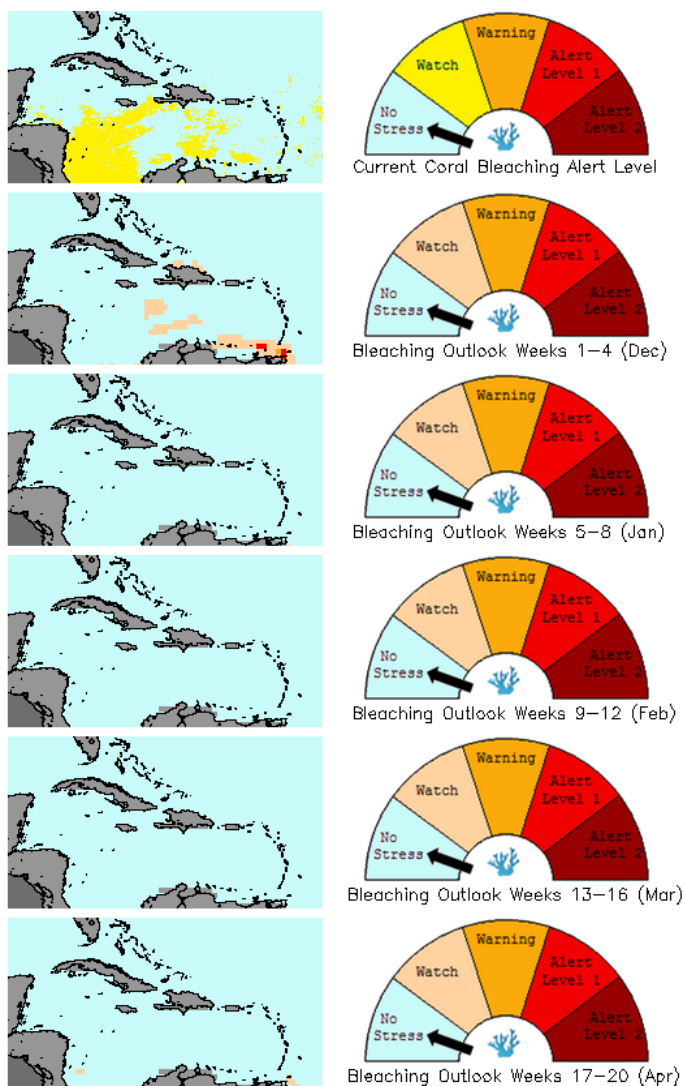 Warning
Watch
Alert
Level 1
No
Stress
Alert
Level 2
Current Coral Bleaching Alert Level
Warning
Watch
Alert
Level 1
No
Stress
Alert
Level 2
Bleaching Outlook Weeks 1-4 (Dec)
Warning
Watch
Alert
Level 1
No
Stress
Alert
Level 2
Bleaching Outlook Weeks 5-8 (Jan)
Warning
Watch
Alert
Level 1
No
Stress
Alert
Level 2
Bleaching Outlook Weeks 9-12 (Feb)
Warning
Watch
Alert
Level 1
No
Stress
Alert
Level 2
Bleaching Outlook Weeks 13-16 (Mar)
Warning
Watch
Alert
Level 1
No
Stress
Alert
Level 2
Bleaching Outlook Weeks 17-20 (Apr)